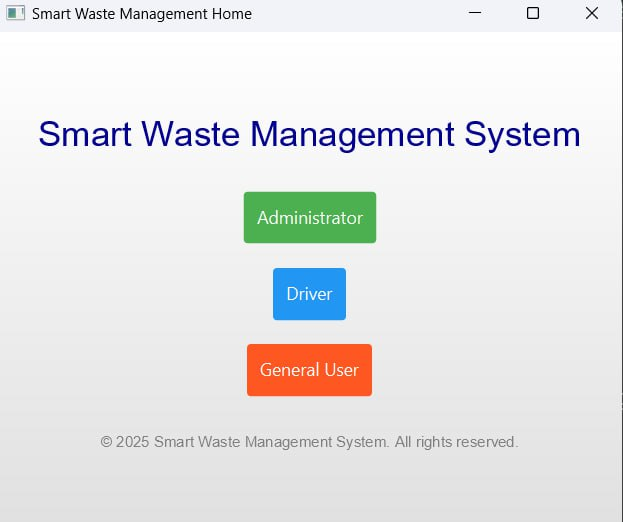 Smart Waste Management Home
Smart Waste Management System
Administrator
Driver
General User
© 2025 Smart Waste Management System. All rights reserved.